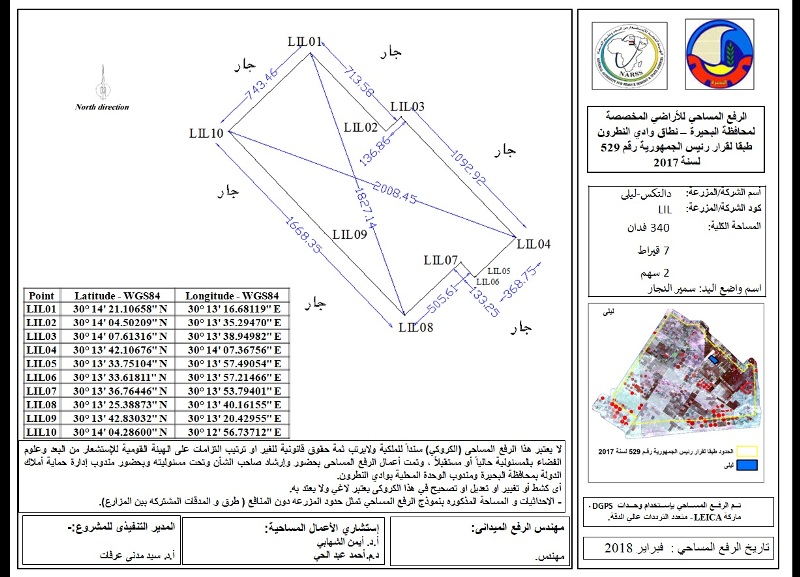 LIL01
جار
جار
743.46
713.58
North direction
LIL03
LIL02
LIL10
136.86
جار
1092.92
2008.45
جار
1827.14
LIL09
1668.35
LIL04
LIL07
LIL05
LIL06
368.75
133.25
505.61
جار
LIL08
جار
Point Latitude - WGS84 Longitude - WGS84
LIL01 30° 14' 21.10658'' N 30° 13' 16.68119'' E
LIL02 30° 14' 04.50209'' N 30° 13' 35.29470'' E
LIL03 30° 14' 07.61316'' N 30° 13' 38.94982'' E
LIL04 30° 13' 42.10676'' N 30° 14' 07.36756'' E
LIL05 30° 13' 33.75104'' N 30° 13' 57.49054'' E
LIL06 30° 13' 33.61811'' N 30° 13' 57.21466'' E
LIL07 30° 13' 36.76446'' N 30° 13' 53.79401'' E
LIL08 30° 13' 25.38873'' N 30° 13' 40.16155'' E
LIL09 30° 13' 42.83032'' N 30° 13' 20.42955'' E
LIL10 30° 14' 04.28600'' N 30° 12' 56.73712'' E
لا يعتبر هذا الرفع المساحى (الكروكي) سنداً للملكية ولايرتب ثمة حقوق قانونية للغير او ترتيب التزامات على الهيئة القومية للإستشعار من البعد وعلوم
الفضاء بالمسئولية حالياً أو مستقبلاً ، وتمت أعمال الرفع المساحى بحضور وإرشاد صاحب الشأن وتحت مسئوليته وبحضور مندوب إدارة حماية أملاك
الدولة بمحافظة البحيرة ومندوب الوحدة المحلية بوادي النطرون.
أى كشط أو تغيير او تعديل او تصحيح في هذا الكروكى يعتبر لاغي ولا يعتد به.
- الاحداثيات و المساحة المذكوره بنموذج الرفع المساحي تمثل حدود المزرعه دون المنافع ( طرق و المدقات المشتركه بين المزارع).
مهندس الرفع الميدانى:
مهندس.
إستشاري الأعمال المساحية:
أ.د. أيمن الشهابي
د.م.أحمد عبد الحي
المدير التنفيذى للمشروع:-
أ.د. سيد مدنى عرفات
NARSS
البحيرة
الرفع المساحي للأراضي المخصصة
لمحافظة البحيرة – نطاق وادي النطرون
طبقا لقرار رئيس الجمهورية رقم 529
لسنة 2017
اسم الشركة/المزرعة: دالتكس-ليلى
كود الشركة/المزرعة: LIL
المساحة الكلية: 340 فدان
7 قيراط
2 سهم
اسم واضع اليد: سمير النجار
ليلى
الحدود طبقا لقرار رئيس الجمهورية رقم 529 لسنة 2017
ليلى
تم الرفع المساحي بإستخدام وحدات DGPS
ماركة LEICA - متعدد الترددات عالى الدقة.
تاريخ الرفع المساحي : فبراير 2018